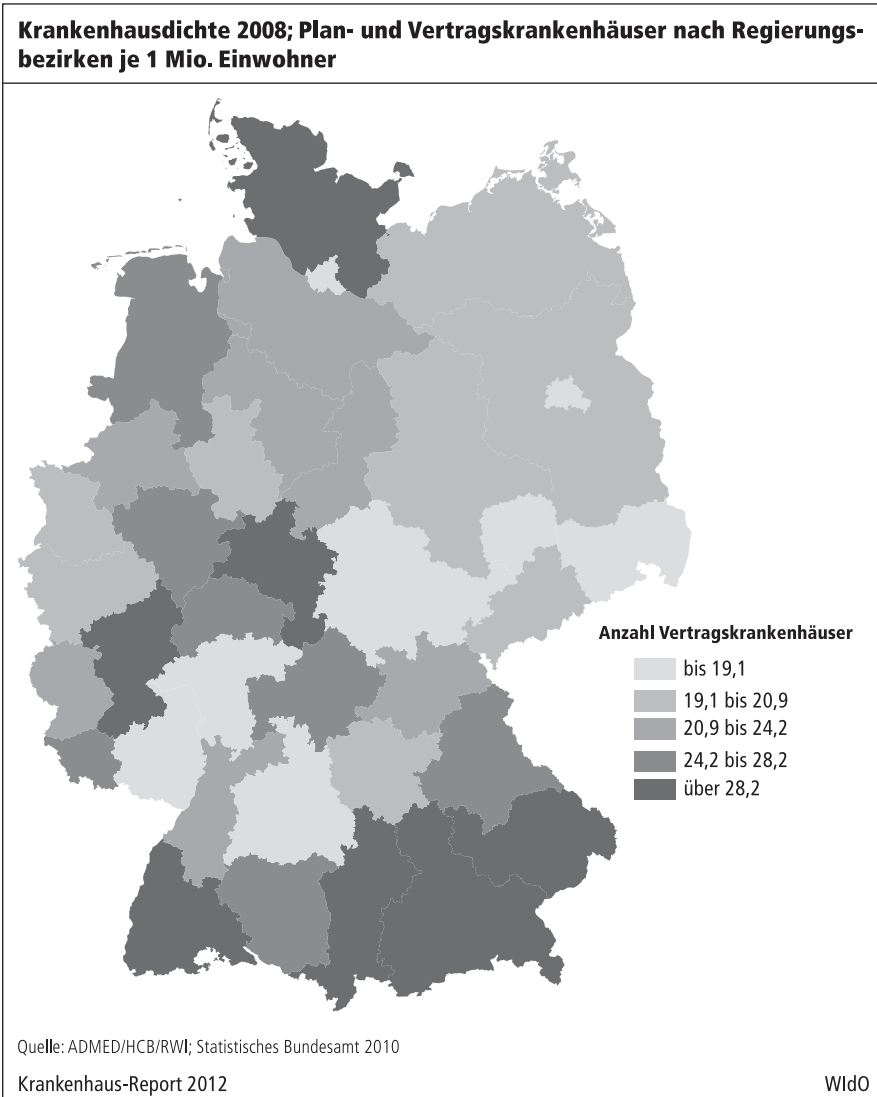 Krankenhausdichte 2008; Plan- und Vertragskrankenhäuser nach Regierungs-
bezirken je 1 Mio. Einwohner
Anzahl Vertragskrankenhäuser
bis 19,1
19,1 bis 20,9
20,9 bis 24,2
24,2 bis 28,2
über 28,2
Quelle: ADMED/HCB/RWI; Statistisches Bundesamt 2010
Krankenhaus-Report 2012 WIdO